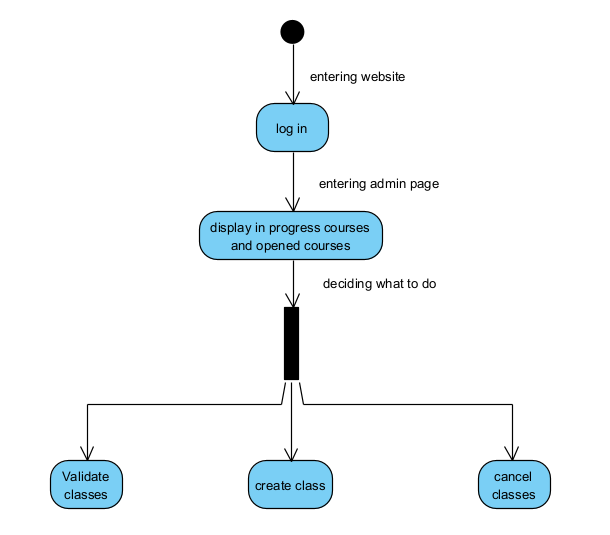 entering website
log in
entering admin page
display in progress courses
and opened courses
deciding what to do
Validate
classes
create class
cancel
classes